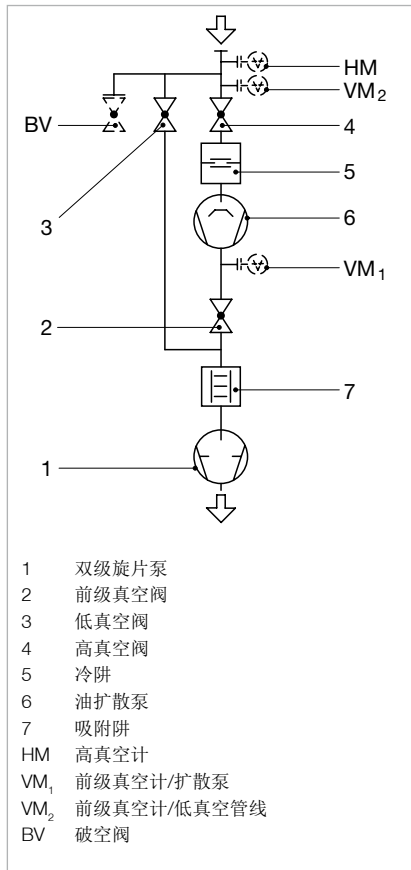 HM
VM₂
BV
4
5
3
6
VM₁
2
7
1
1 双级旋片泵
2 前级真空阀
3 低真空阀
4 高真空阀
5 冷阱
6 油扩散泵
7 吸附阱
HM 高真空计
VM₁ 前级真空计/扩散泵
VM₂ 前级真空计/低真空管线
BV 破空阀